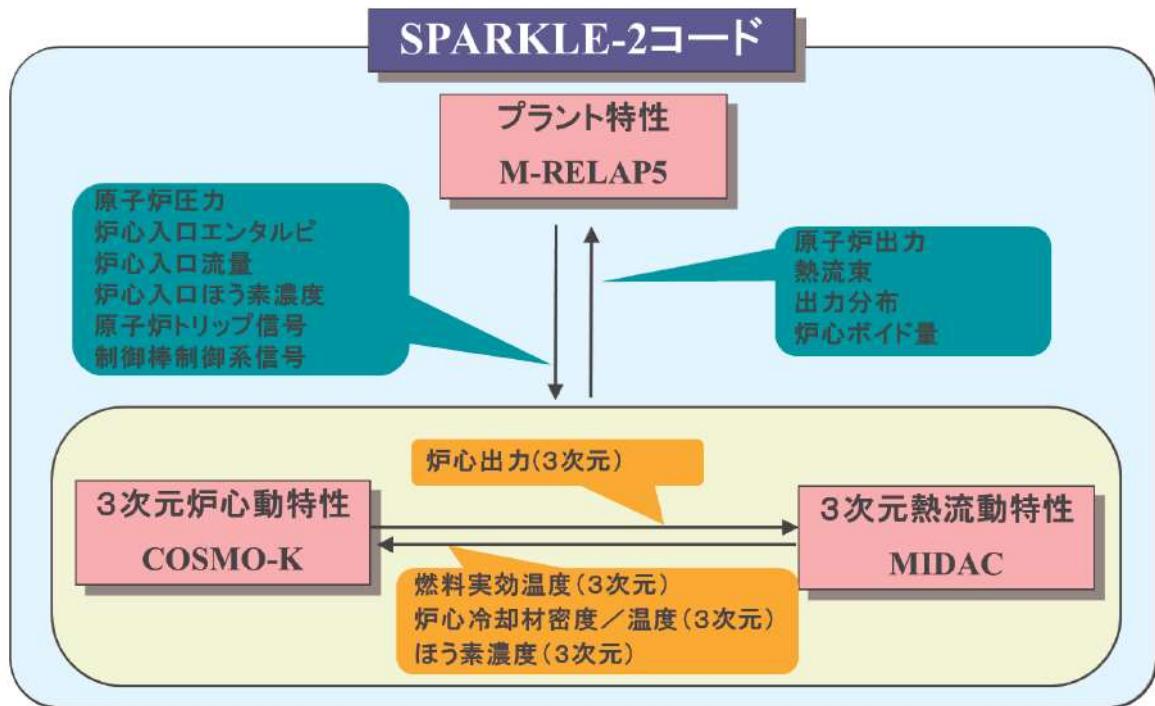 SPARKLE-2コード
プラント特性
M-RELAP5
原子炉圧力
炉心入口エンタルピ
炉心入口流量
炉心入口ほう素濃度
原子炉トリップ信号
制御棒制御系信号
原子炉出力
熱流束
出力分布
炉心ボイド量
炉心出力(3次元)
3次元炉心動特性
COSMO-K
3次元熱流動特性
MIDAC
燃料実効温度(3次元)
炉心冷却材密度/温度(3次元)
ほう素濃度(3次元)